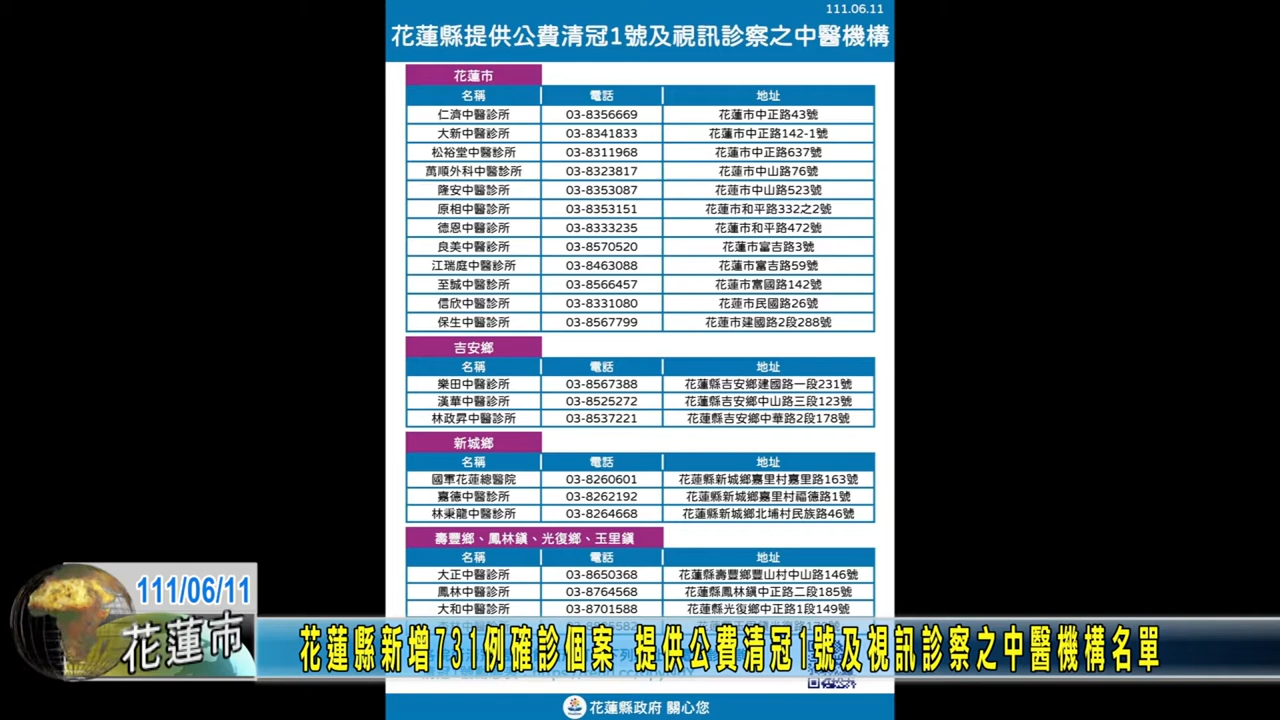 111.06.11
花蓮縣提供公費清冠1號及視訊診察之中醫機構
花蓮市
名稱 電話 地址
仁濟中醫診所 03-8356669 花蓮市中正路43號
大新中醫診所 03-8341833 花蓮市中正路142-1號
松裕堂中醫診所 03-8311968 花蓮市中正路637號
萬順外科中醫診所 03-8323817 花蓮市中山路76號
隆安中醫診所 03-8353087 花蓮市中山路523號
原相中醫診所 03-8353151 花蓮市和平路332之2號
德恩中醫診所 03-8333235 花蓮市和平路472號
良美中醫診所 03-8570520 花蓮市富吉路3號
江瑞庭中醫診所 03-8463088 花蓮市富吉路59號
至誠中醫診所 03-8566457 花蓮市富國路142號
信欣中醫診所 03-8331080 花蓮市民國路26號
保生中醫診所 03-8567799 花蓮市建國路2段288號
吉安鄉
名稱 電話 地址
樂田中醫診所 03-8567388 花蓮縣吉安鄉建國路一段231號
漢華中醫診所 03-8525272 花蓮縣吉安鄉中山路三段123號
林政昇中醫診所 03-8537221 花蓮縣吉安鄉中華路2段178號
新城鄉
名稱 電話 地址
國軍花蓮總醫院 03-8260601 花蓮縣新城鄉嘉里村嘉里路163號
嘉德中醫診所 03-8262192 花蓮縣新城鄉嘉里村福德路1號
林秉龍中醫診所 03-8264668 花蓮縣新城鄉北埔村民族路46號
壽豐鄉、鳳林鎮、光復鄉、玉里鎮
名稱 電話 地址
大正中醫診所 03-8650368 花蓮縣壽豐鄉豐山村中山路146號
鳳林中醫診所 03-8764568 花蓮縣鳳林鎮中正路二段185號
大和中醫診所 03-8701588 花蓮縣光復鄉中正路1段149號
111/06/11
花蓮市
花蓮縣新增731例確診個案 提供公費清冠1號及視訊診察之中醫機構名單
花蓮縣政府 關心您